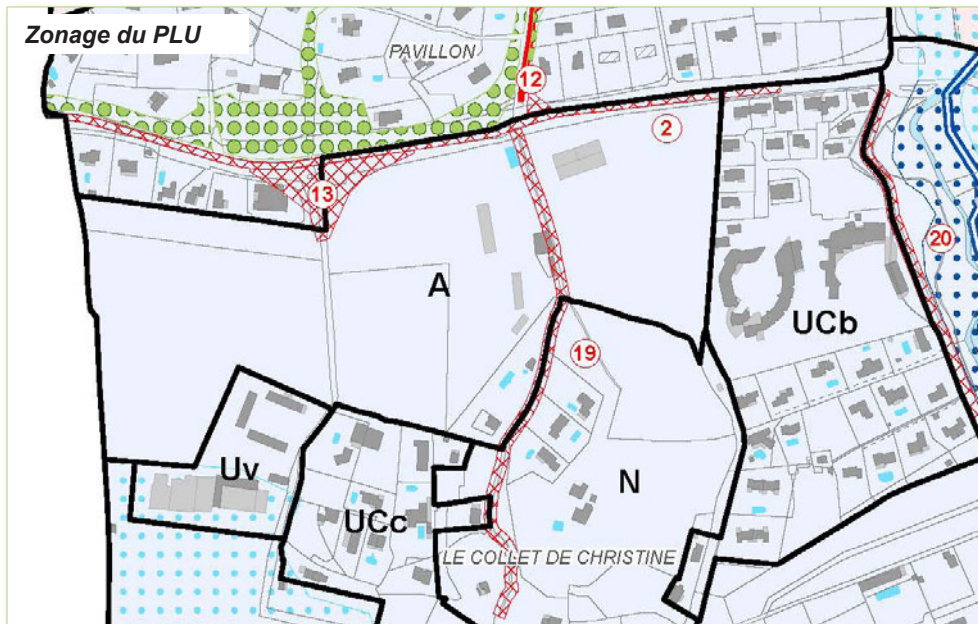 Zonage du PLU
PAVILLON
12
2
13
20
A
UCb
19
Uv
N
UCc
LE COLLET DE CHRISTINE